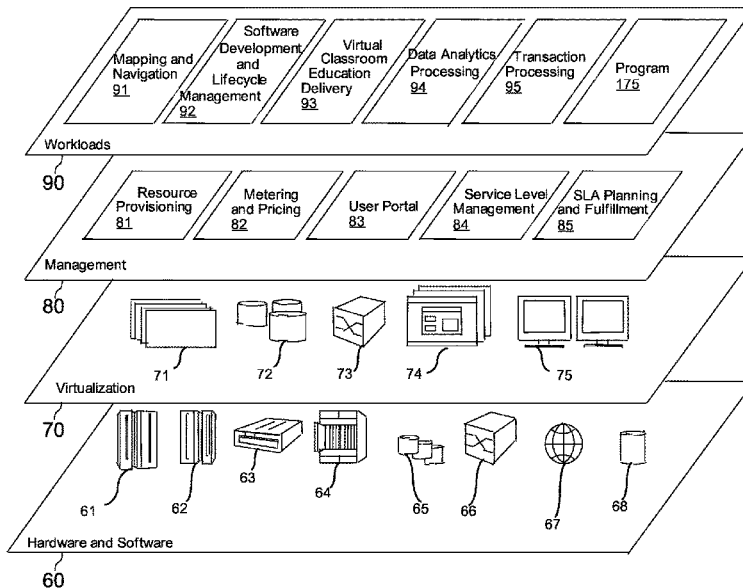 Mapping and
Navigation
91
Software
Development
and
Lifecycle
Management
92
Virtual
Classroom
Education
Delivery
93
Data Analytics
Processing
94
Transaction
Processing
95
Program
175
Workloads
90
Resource
Provisioning
81
Metering
and Pricing
82
User Portal
83
Service Level
Management
84
SLA Planning
and Fulfillment
85
Management
80
71
72
73
74
75
Virtualization
70
61
62
63
64
65
66
67
68
Hardware and Software
60